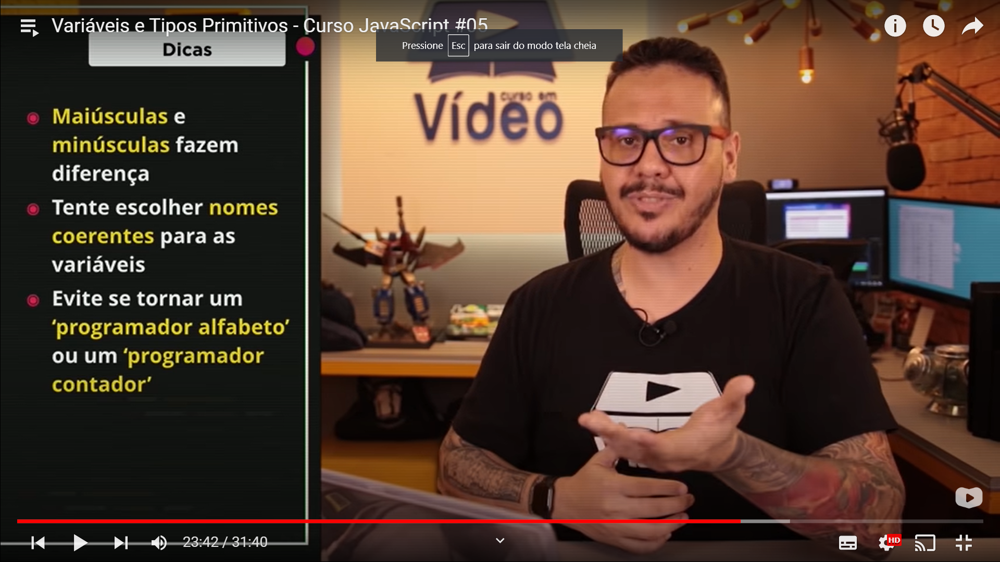 Variáveis e Tipos Primitivos - Curso JavaScript #05
Pressione Esc para sair do modo tela cheia
Dicas
Maiúsculas e
minúsculas fazem
diferença
Tente escolher nomes
coerentes para as
variáveis
Evite se tornar um
‘programador alfabeto’
ou um ‘programador
contador’
curso em
Vídeo
23:42 / 31:40
HD